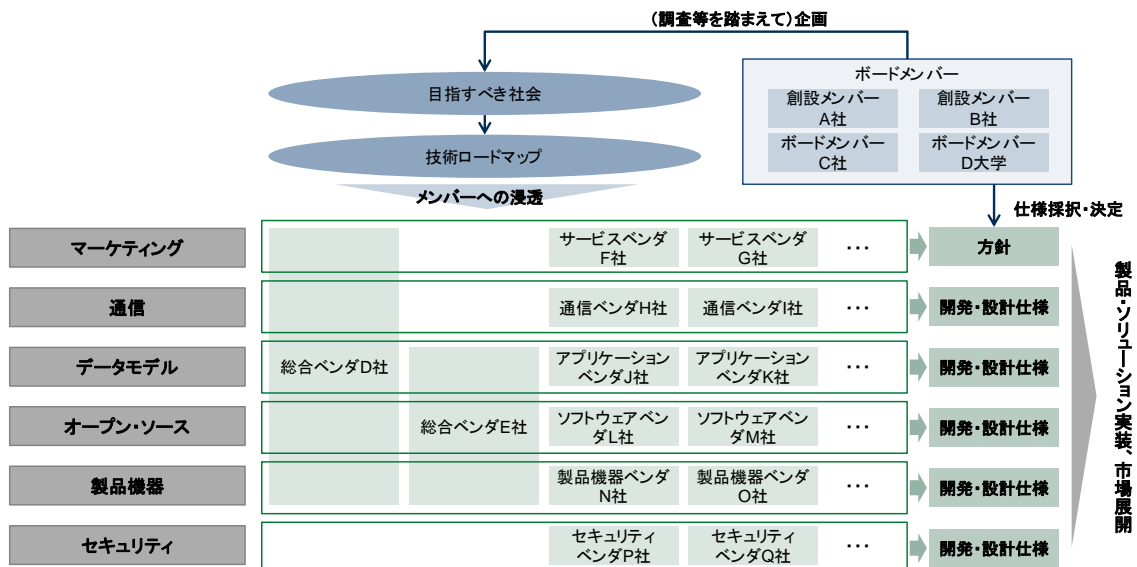 (調査等を踏まえて)企画
ボードメンバー
創設メンバー
A社
創設メンバー
B社
ボードメンバー
C社
ボードメンバー
D大学
目指すべき社会
技術ロードマップ
メンバーへの浸透
仕様採択・決定
マーケティング
サービスベンダ
F社
サービスベンダ
G社
・・・
方針
通信
通信ベンダH社
通信ベンダI社
・・・
開発・設計仕様
データモデル
総合ベンダD社
アプリケーション
ベンダJ社
アプリケーション
ベンダK社
・・・
開発・設計仕様
オープン・ソース
総合ベンダE社
ソフトウェアベン
ダL社
ソフトウェアベン
ダM社
・・・
開発・設計仕様
製品機器
製品機器ベンダ
N社
製品機器ベンダ
O社
・・・
開発・設計仕様
セキュリティ
セキュリティ
ベンダP社
セキュリティ
ベンダQ社
・・・
開発・設計仕様
製品・ソリューション実装、市場展開